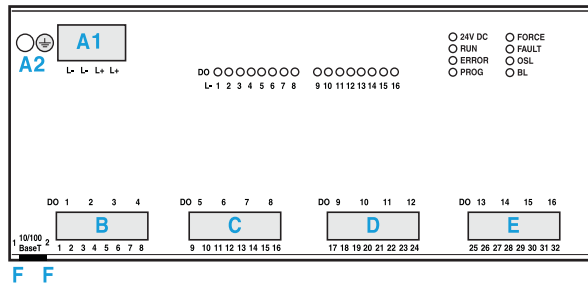 A1
A2
L- L- L+ L+
24V DC FORCE
RUN FAULT
ERROR OSL
PROG BL
DO
L- 1 2 3 4 5 6 7 8 9 10 11 12 13 14 15 16
DO 1 2 3 4 DO 5 6 7 8 DO 9 10 11 12 DO 13 14 15 16
B C D E
1 10/100 BaseT 2
1 2 3 4 5 6 7 8 9 10 11 12 13 14 15 16 17 18 19 20 21 22 23 24 25 26 27 28 29 30 31 32
F F